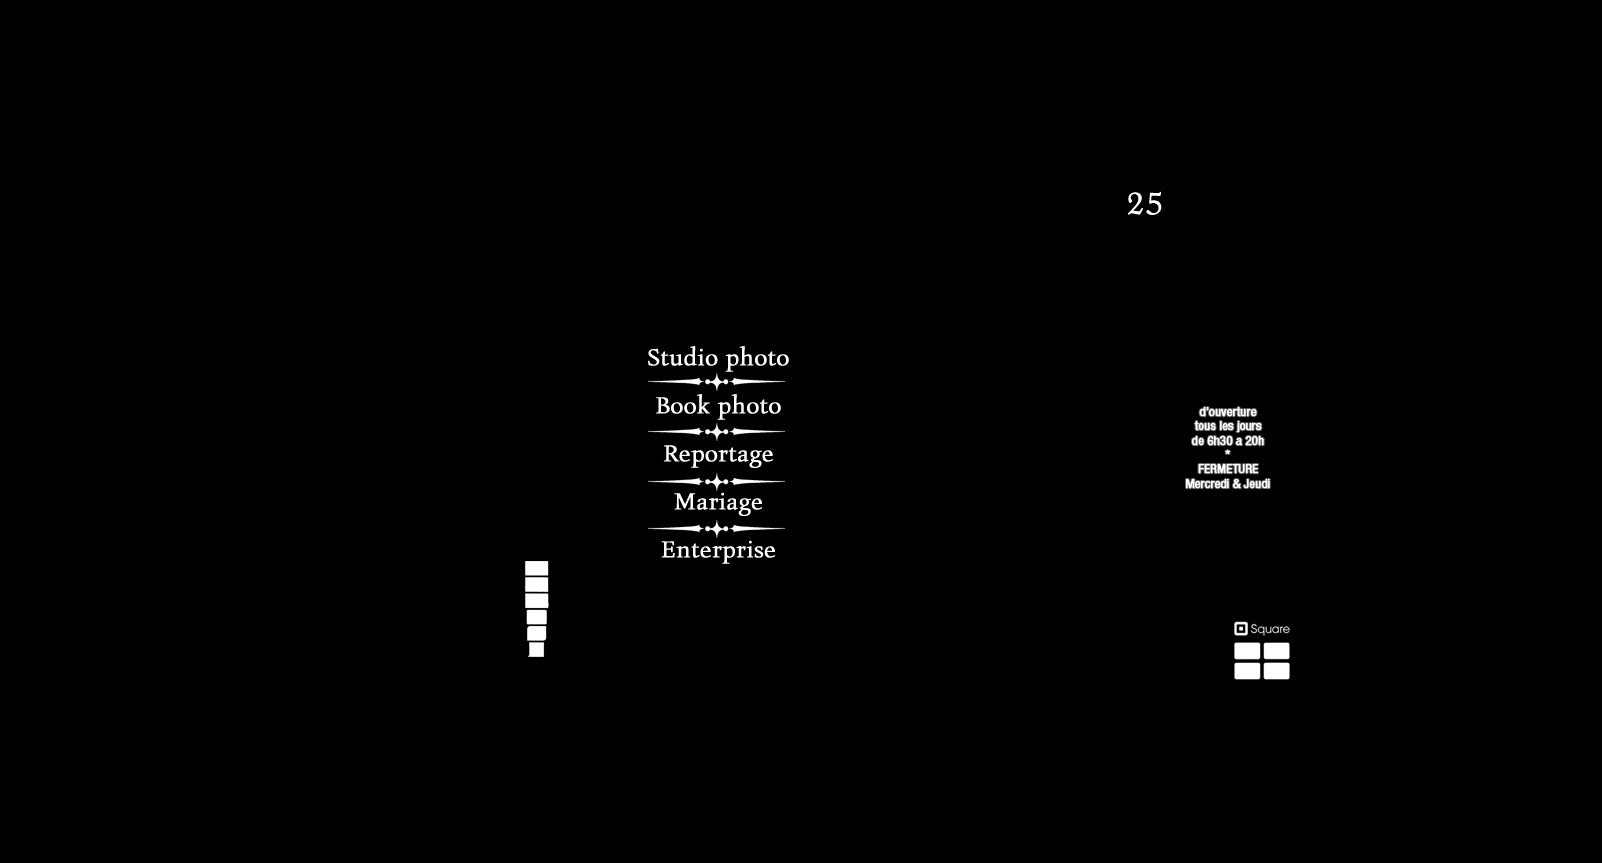 25
Studio photo
Book photo
Reportage
Mariage
Enterprise
d'ouverture
tous les jours
de 6h30 a 20h
*
FERMETURE
Mercredi & Jeudi
Square